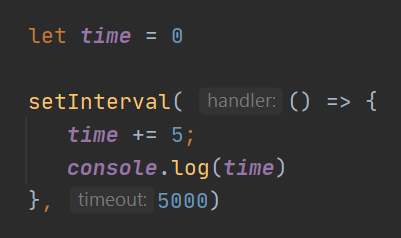 let time = 0
setInterval( handler: () => {
time += 5;
console.log(time)
}, timeout: 5000)